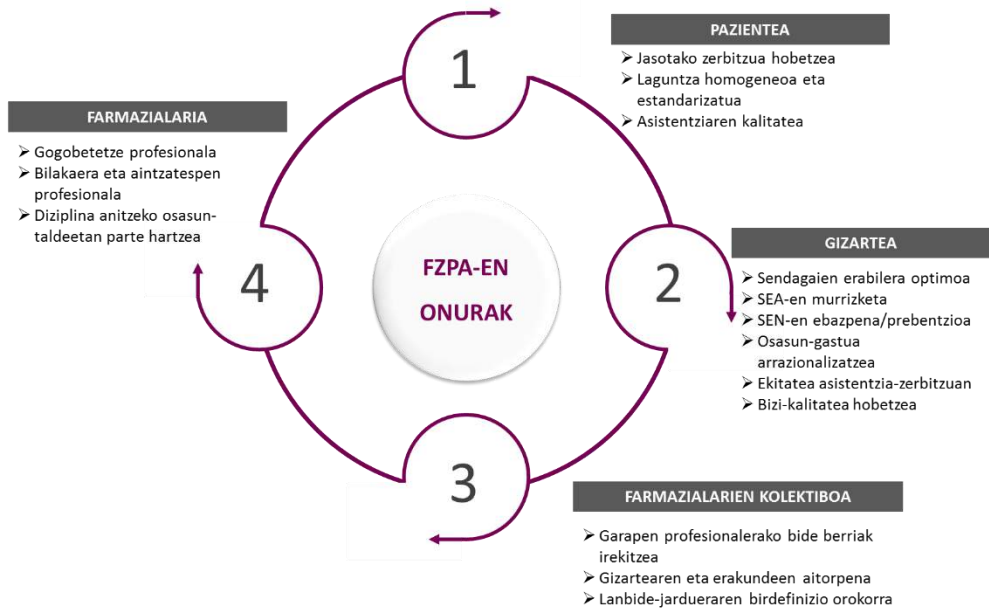 1
PAZIENTEA
➢ Jasotako zerbitzua hobetzea
➢ Laguntza homogeneoa eta
estandarizatua
➢ Asistentziaren kalitatea
FARMAZIALARIA
➢ Gogobetetze profesionala
➢ Bilakaera eta aintzatespen
profesionala
➢ Diziplina anitzeko osasun-
taldeetan parte hartzea
4
FZPA-EN
ONURAK
2
GIZARTEA
➢ Sendagaien erabilera optimoa
➢ SEA-en murrizketa
➢ SEN-en ebazpena/prebentzioa
➢ Osasun-gastua
arrazionalizatzea
➢ Ekitatea asistentzia-zerbitzuan
➢ Bizi-kalitatea hobetzea
3
FARMAZIALARIEN KOLEKTIBOA
➢ Garapen profesionalerako bide berriak
irekitzea
➢ Gizartearen eta erakundeen aitorpena
➢ Lanbide-jardueraren birdefinizio orokorra